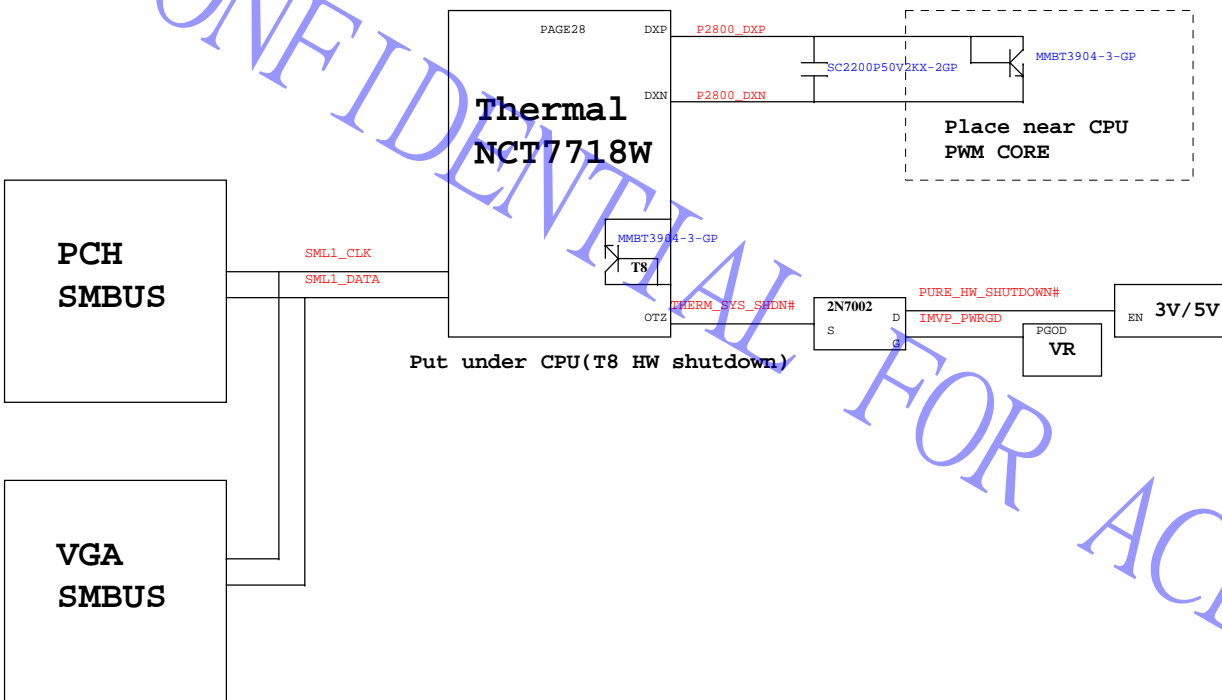 PAGE28
DXP
P2800_DXP
MMBT3904-3-GP
SC2200P50V2KX-2GP
DXN
P2800_DXN
Thermal
NCT7718W
Place near CPU
PWM CORE
PCH
SMBUS
SML1_CLK
SML1_DATA
MMBT3904-3-GP
T8
OTZ
THERM_SYS_SHDN#
2N7002
S
D
G
PURE_HW_SHUTDOWN#
IMVP_PWRGD
EN
3V/5V
PGOD
VR
Put under CPU(T8 HW shutdown)
VGA
SMBUS
ONFIDENTIAL FOR